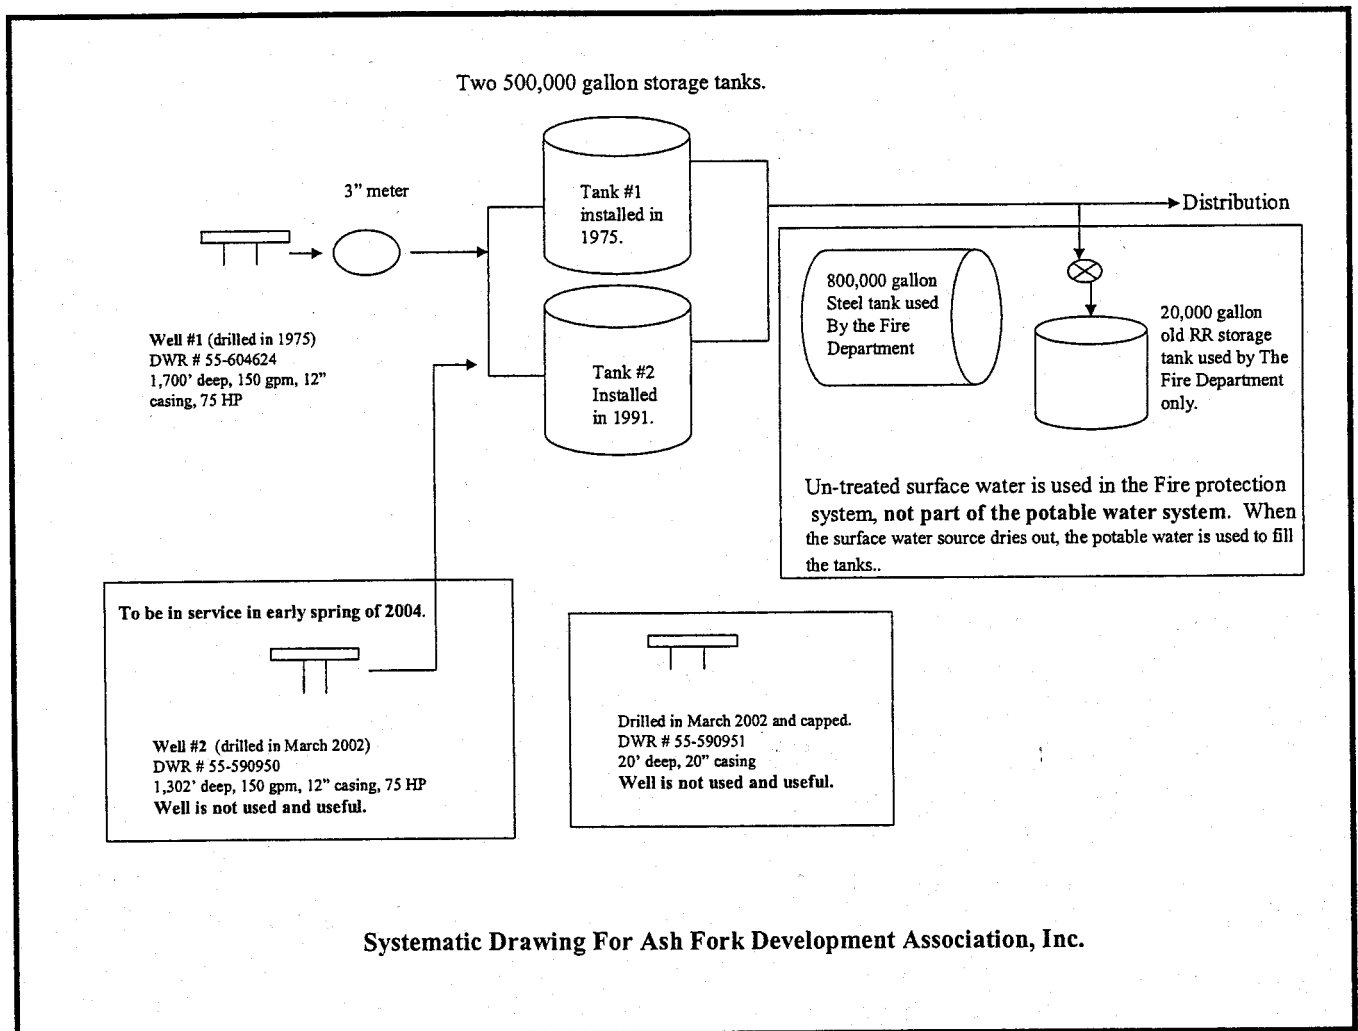 Two 500,000 gallon storage tanks.
3" meter
Tank #1
installed in
1975.
Distribution
Well #1 (drilled in 1975)
DWR # 55-604624
1,700' deep, 150 gpm, 12"
casing, 75 HP
Tank #2
Installed
in 1991.
800,000 gallon
Steel tank used
By the Fire
Department
20,000 gallon
old RR storage
tank used by The
Fire Department
only.
Un-treated surface water is used in the Fire protection
system, not part of the potable water system. When
the surface water source dries out, the potable water is used to fill
the tanks..
To be in service in early spring of 2004.
Well #2 (drilled in March 2002)
DWR # 55-590950
1,302' deep, 150 gpm, 12" casing, 75 HP
Well is not used and useful.
Drilled in March 2002 and capped.
DWR # 55-590951
20' deep, 20" casing
Well is not used and useful.
Systematic Drawing For Ash Fork Development Association, Inc.